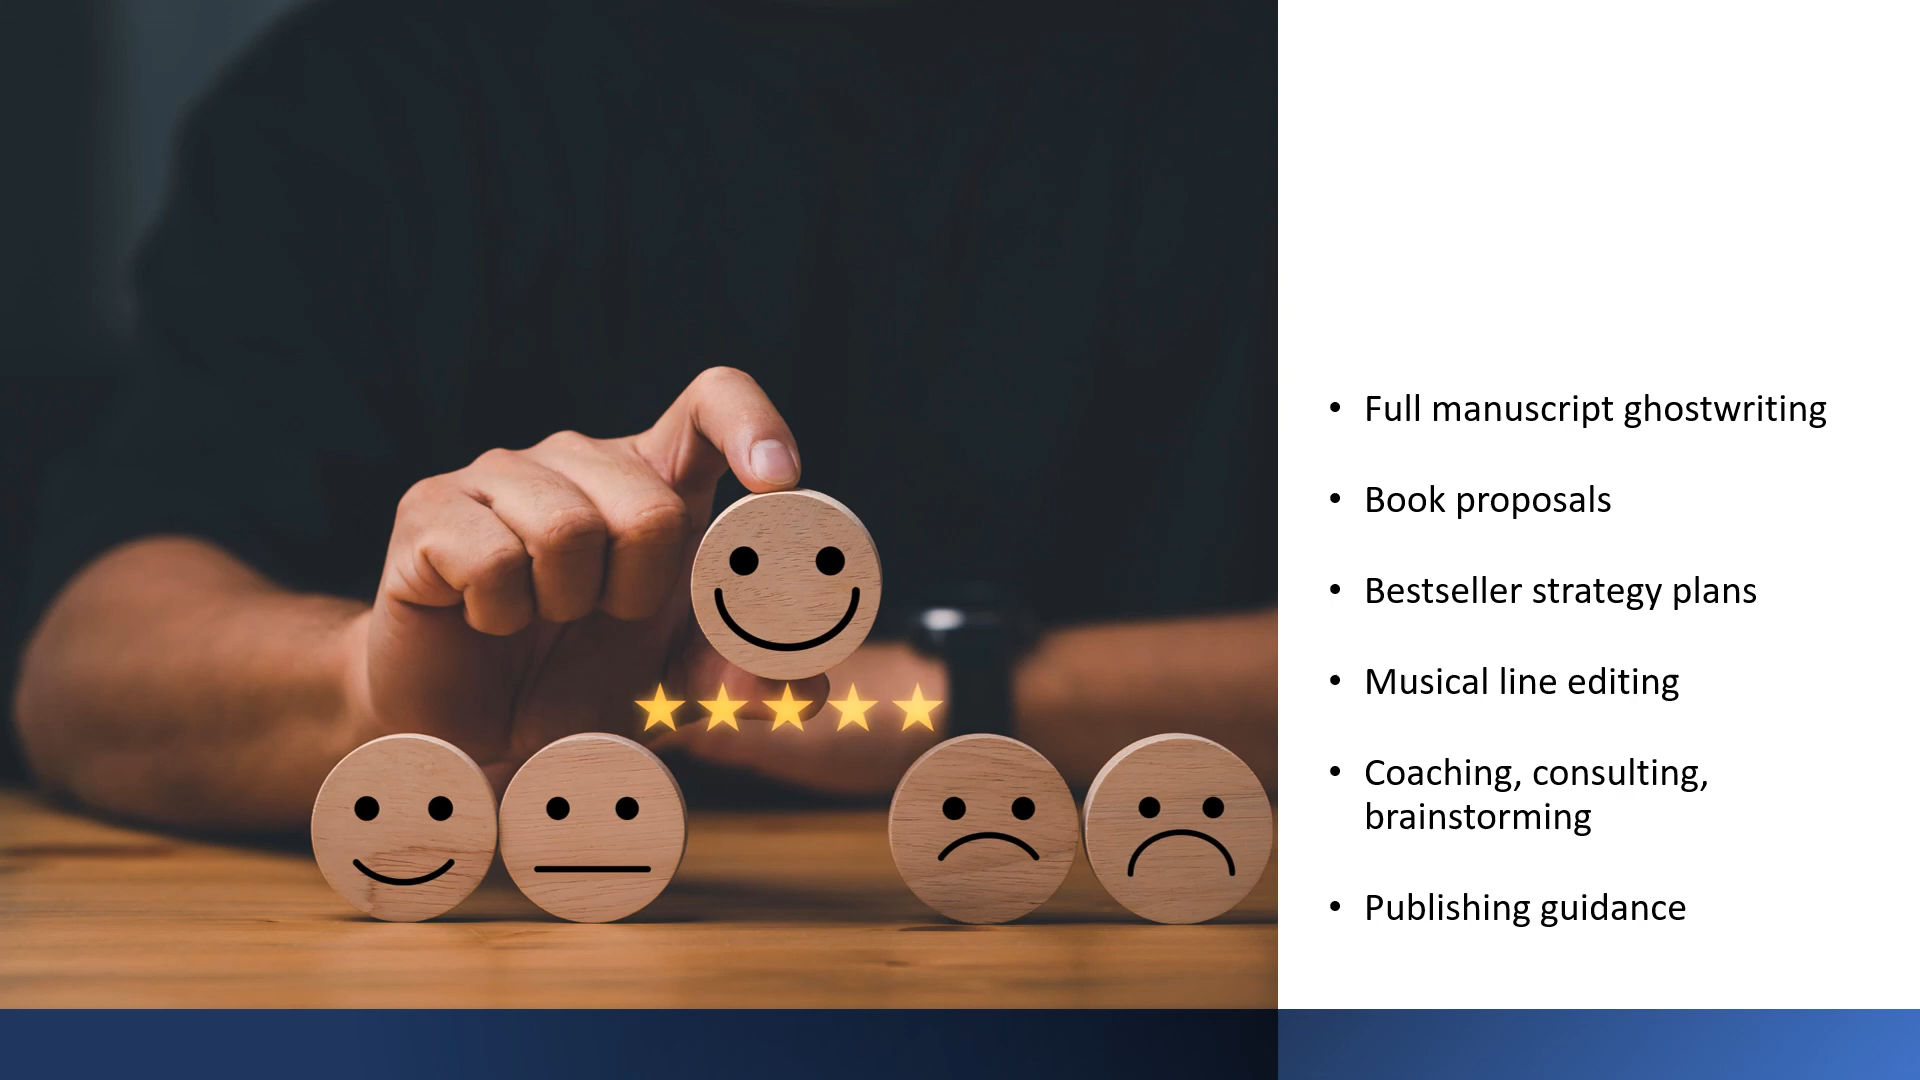 • Full manuscript ghostwriting
• Book proposals
• Bestseller strategy plans
• Musical line editing
• Coaching, consulting,
brainstorming
• Publishing guidance